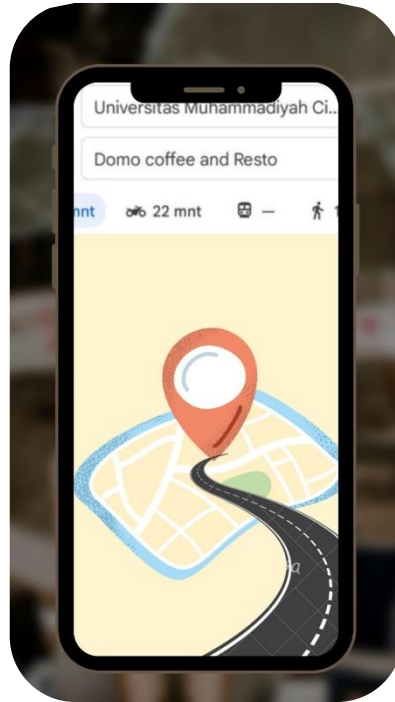 Universitas Muhammadiyah Ci...
Domo coffee and Resto
mnt 22 mnt —